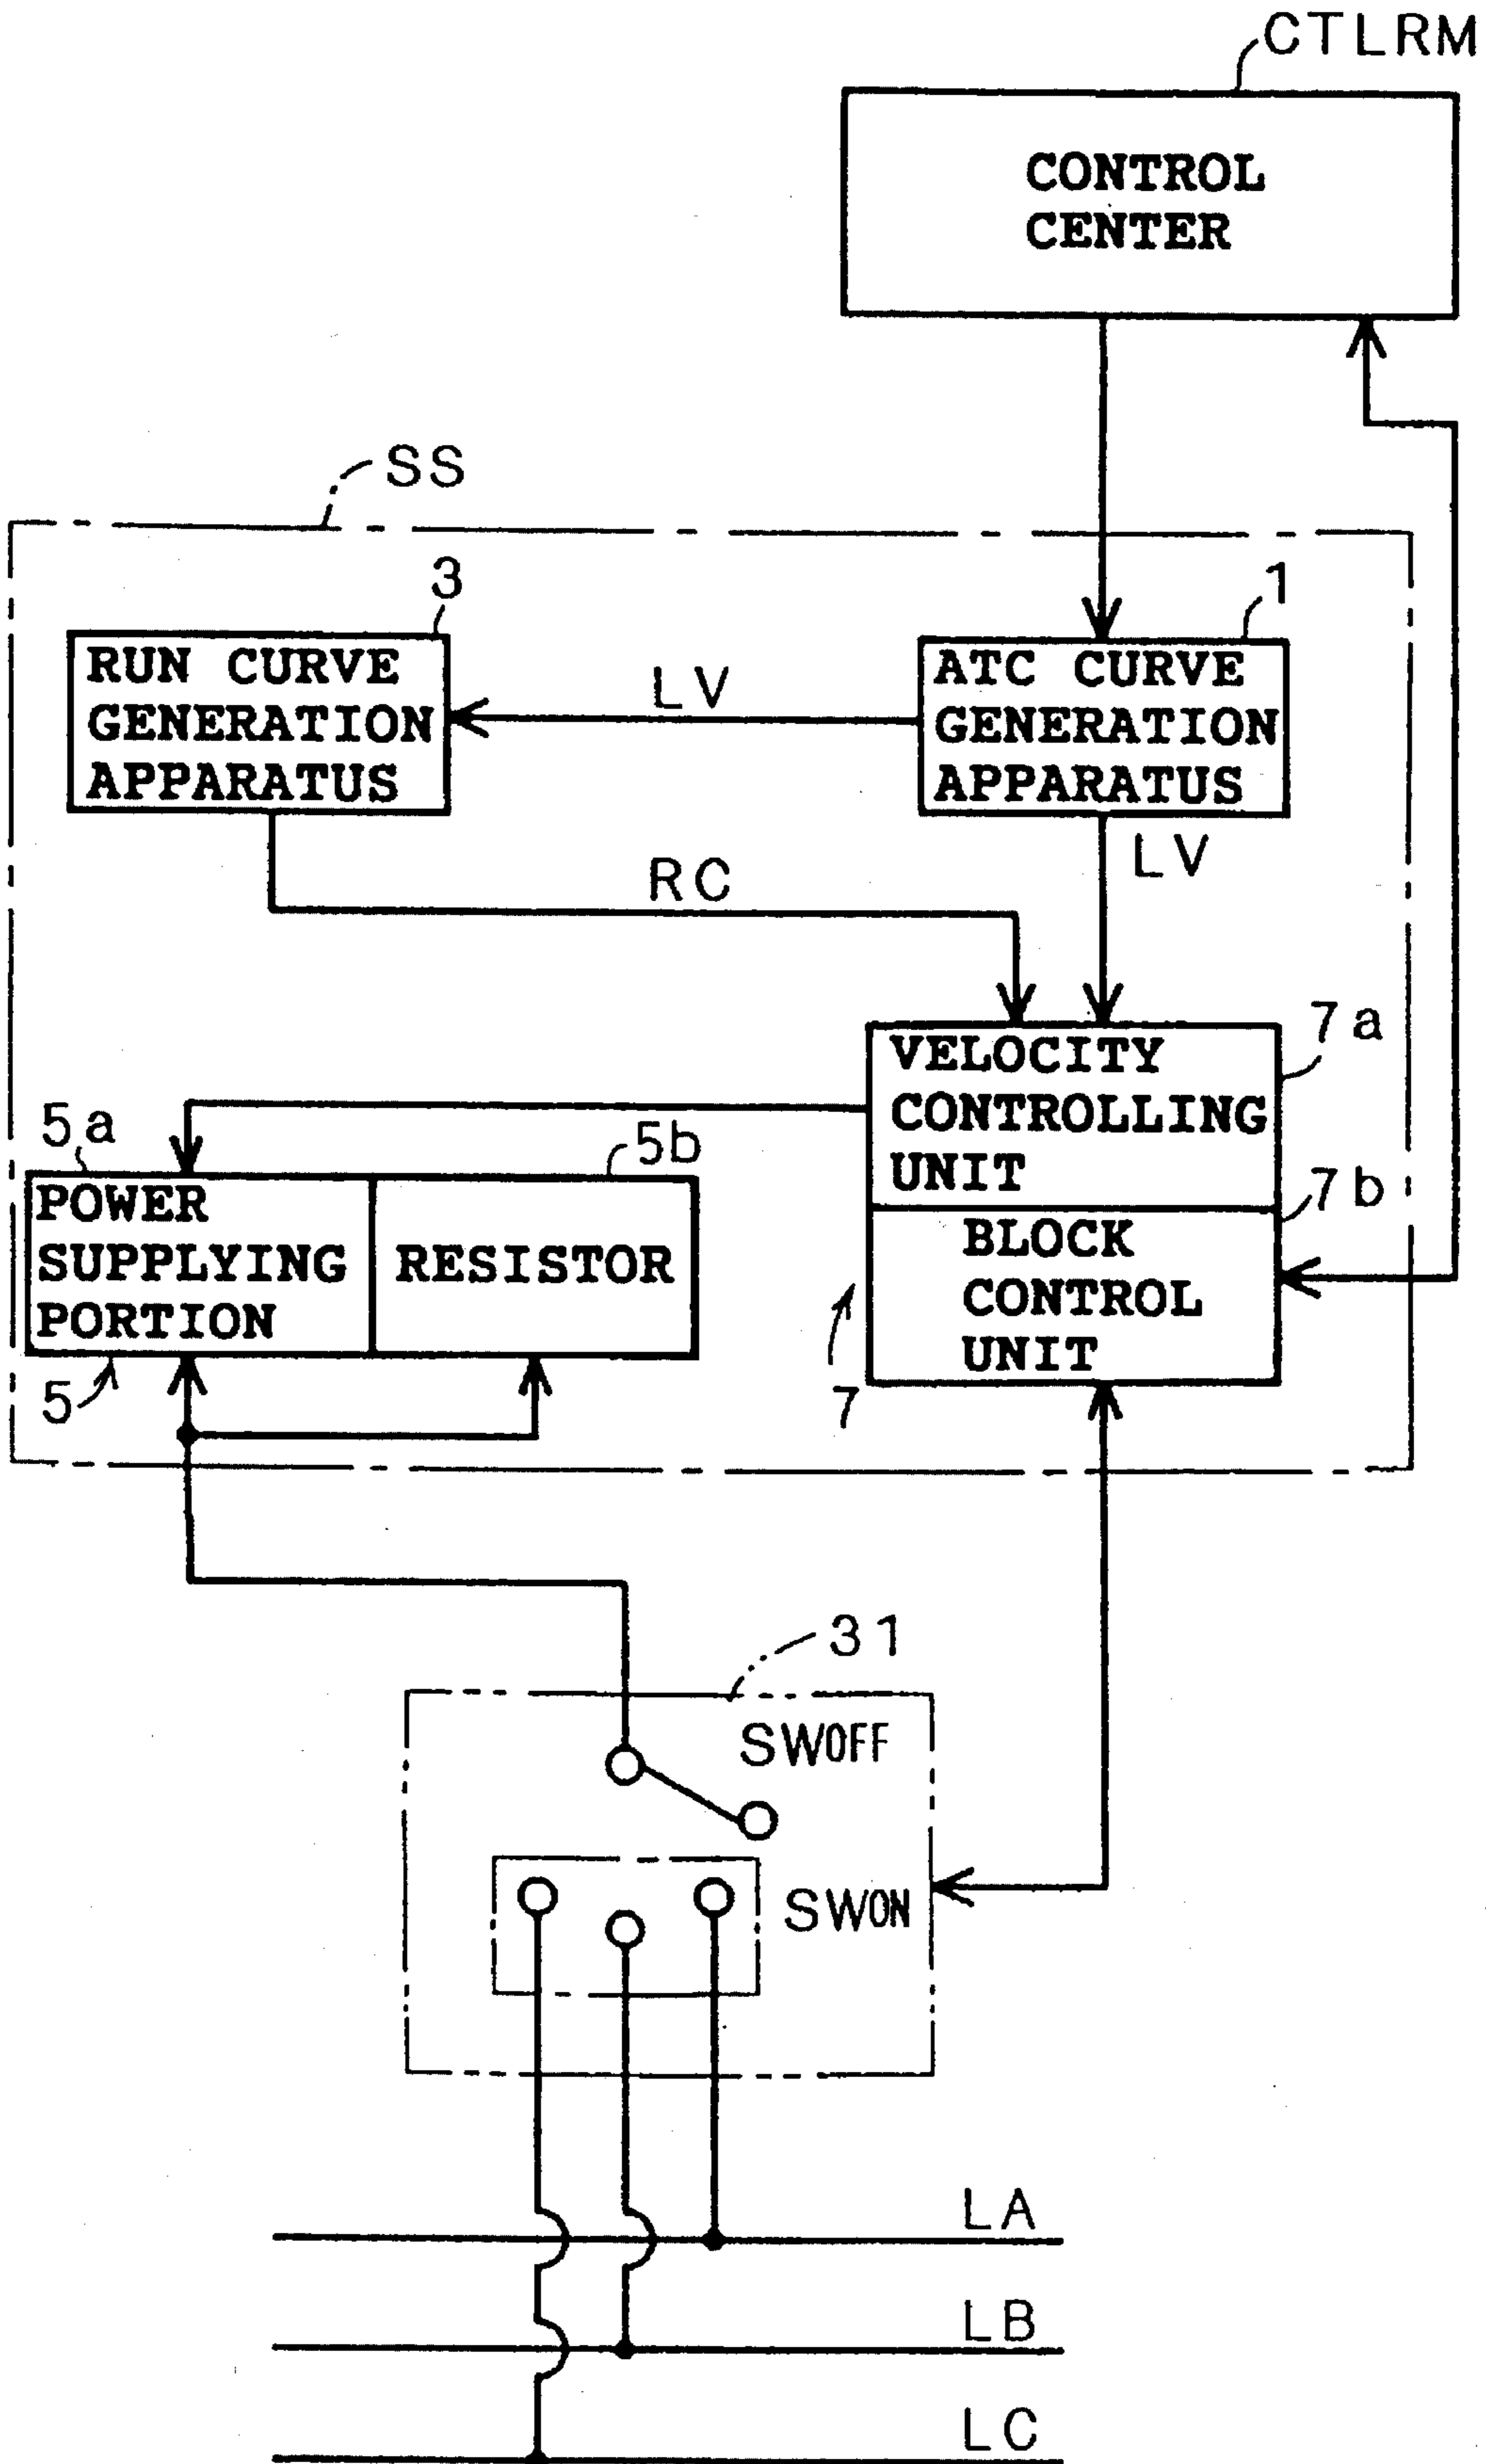 CTLRM
CONTROL
CENTER
SS
3
1
RUN CURVE
GENERATION
APPARATUS
LV
ATC CURVE
GENERATION
APPARATUS
RC
LV
7a
VELOCITY
CONTROLLING
UNIT
5a
5b
7b
POWER
SUPPLYING
PORTION
RESISTOR
BLOCK
CONTROL
UNIT
5
7
31
SWOFF
SWON
LA
LB
LC